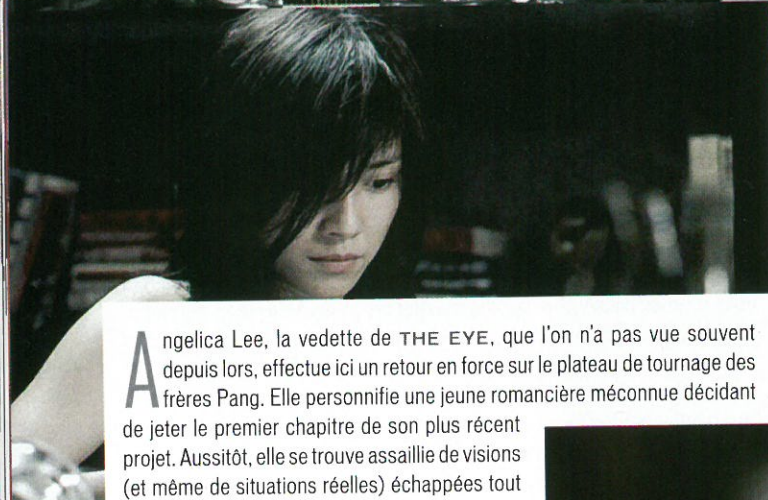 Angelica Lee, la vedette de THE EYE, que l'on n'a pas vue souvent
depuis lors, effectue ici un retour en force sur le plateau de tournage des
frères Pang. Elle personnifie une jeune romancière méconnue décidant
de jeter le premier chapitre de son plus récent
projet. Aussitôt, elle se trouve assaillie de visions
(et même de situations réelles) échappées tout